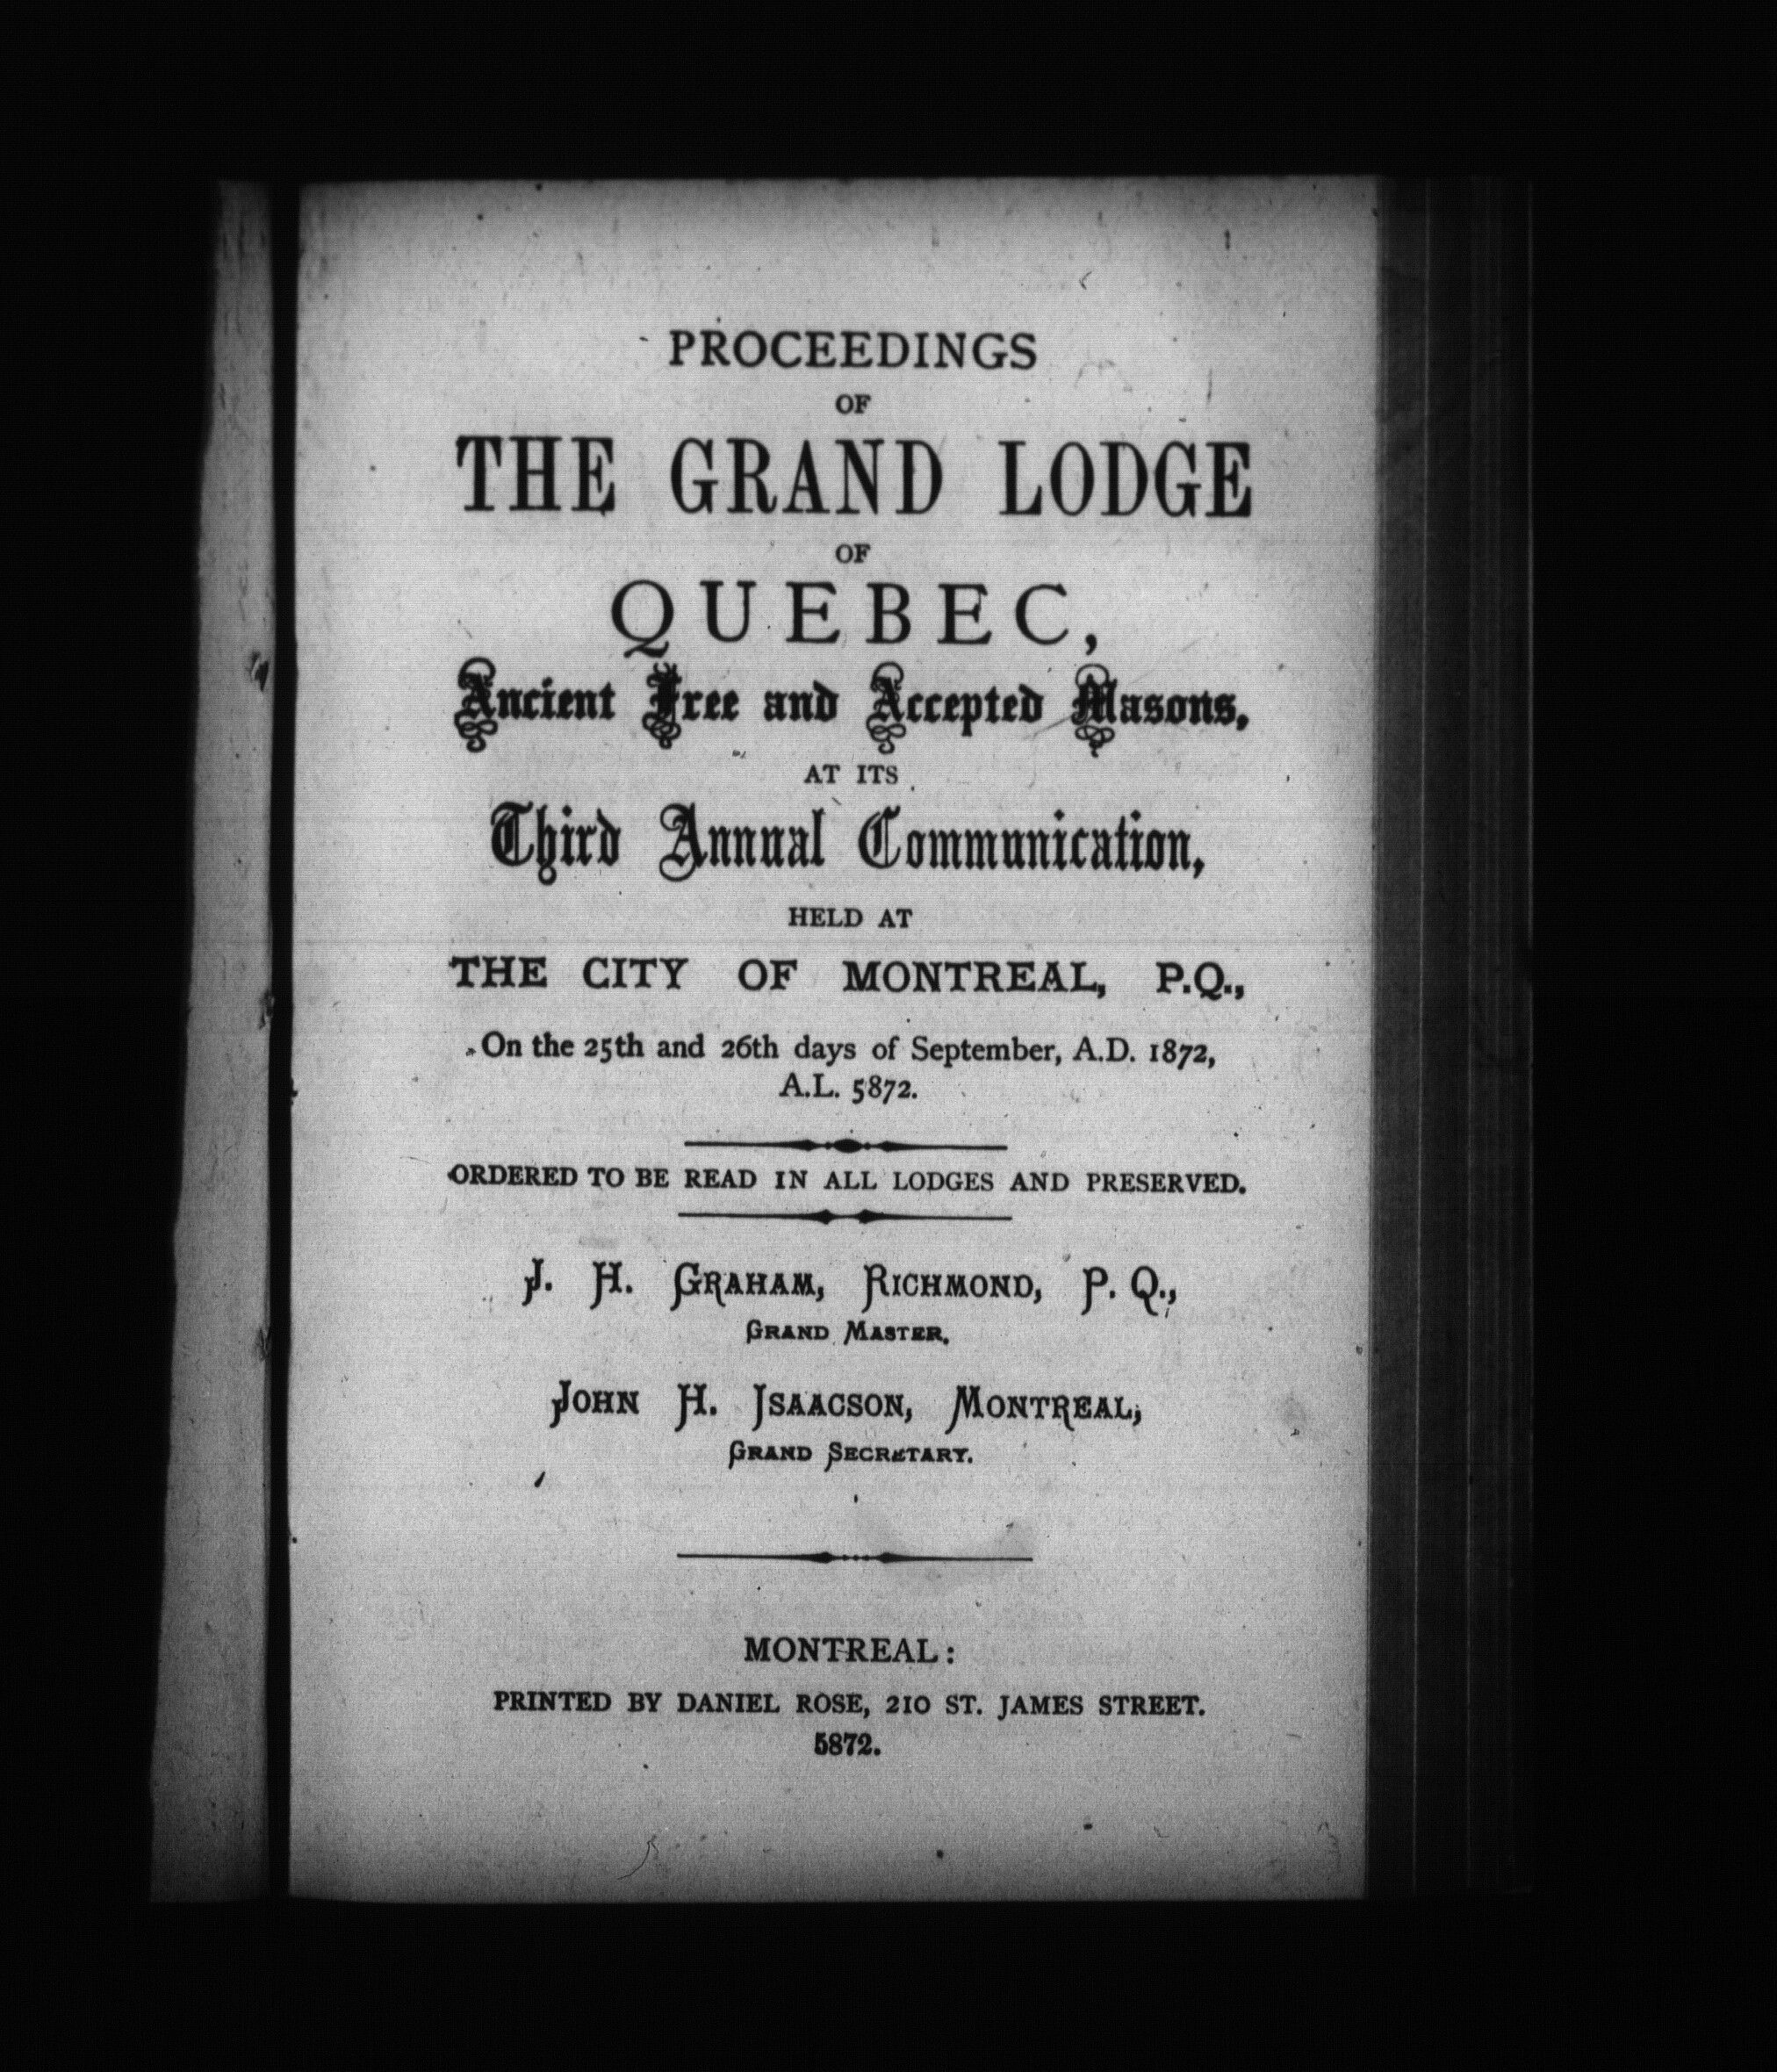 PROCEEDINGS
OF
THE GRAND LODGE
OF
QUEBEC,
Ancient Free and Accepted Masons,
AT ITS
Third Annual Communication,
HELD AT
THE CITY OF MONTREAL, P.Q.,
On the 25th and 26th days of September, A.D. 1872,
A.L. 5872.
ORDERED TO BE READ IN ALL LODGES AND PRESERVED.
J. H. GRAHAM, RICHMOND, P. Q.,
GRAND MASTER.
JOHN H. ISAACSON, MONTREAL,
GRAND SECRETARY.
MONTREAL:
PRINTED BY DANIEL ROSE, 210 ST. JAMES STREET.
5872.